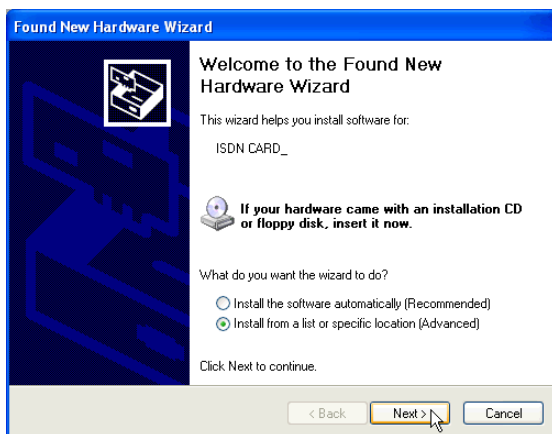 Found New Hardware Wizard
Welcome to the Found New
Hardware Wizard
This wizard helps you install software for:
ISDN CARD_
If your hardware came with an installation CD
or floppy disk, insert it now.
What do you want the wizard to do?
Install the software automatically (Recommended)
Install from a list or specific location (Advanced)
Click Next to continue.
< Back Next > Cancel